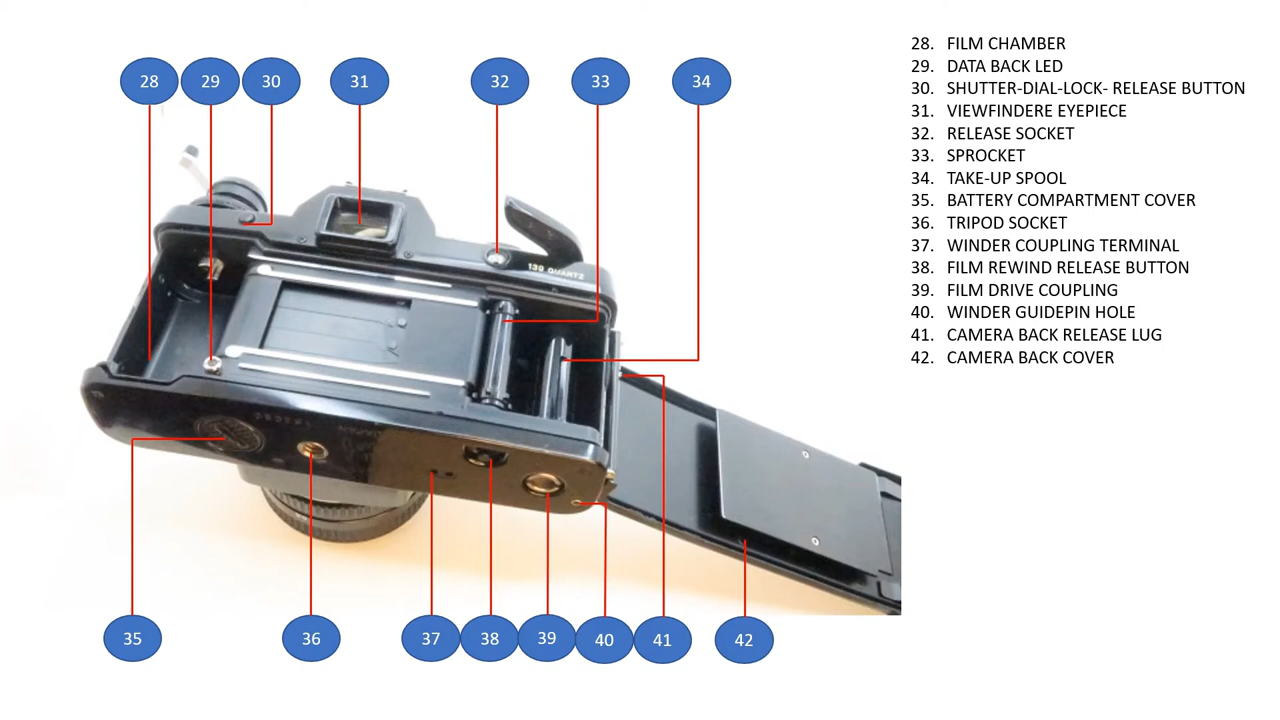 28 29 30 31 32 33 34
28. FILM CHAMBER
29. DATA BACK LED
30. SHUTTER-DIAL-LOCK- RELEASE BUTTON
31. VIEWFINDERE EYEPIECE
32. RELEASE SOCKET
33. SPROCKET
34. TAKE-UP SPOOL
35. BATTERY COMPARTMENT COVER
36. TRIPOD SOCKET
37. WINDER COUPLING TERMINAL
38. FILM REWIND RELEASE BUTTON
39. FILM DRIVE COUPLING
40. WINDER GUIDEPIN HOLE
41. CAMERA BACK RELEASE LUG
42. CAMERA BACK COVER
139 QUARTZ
35 36 37 38 39 40 41 42